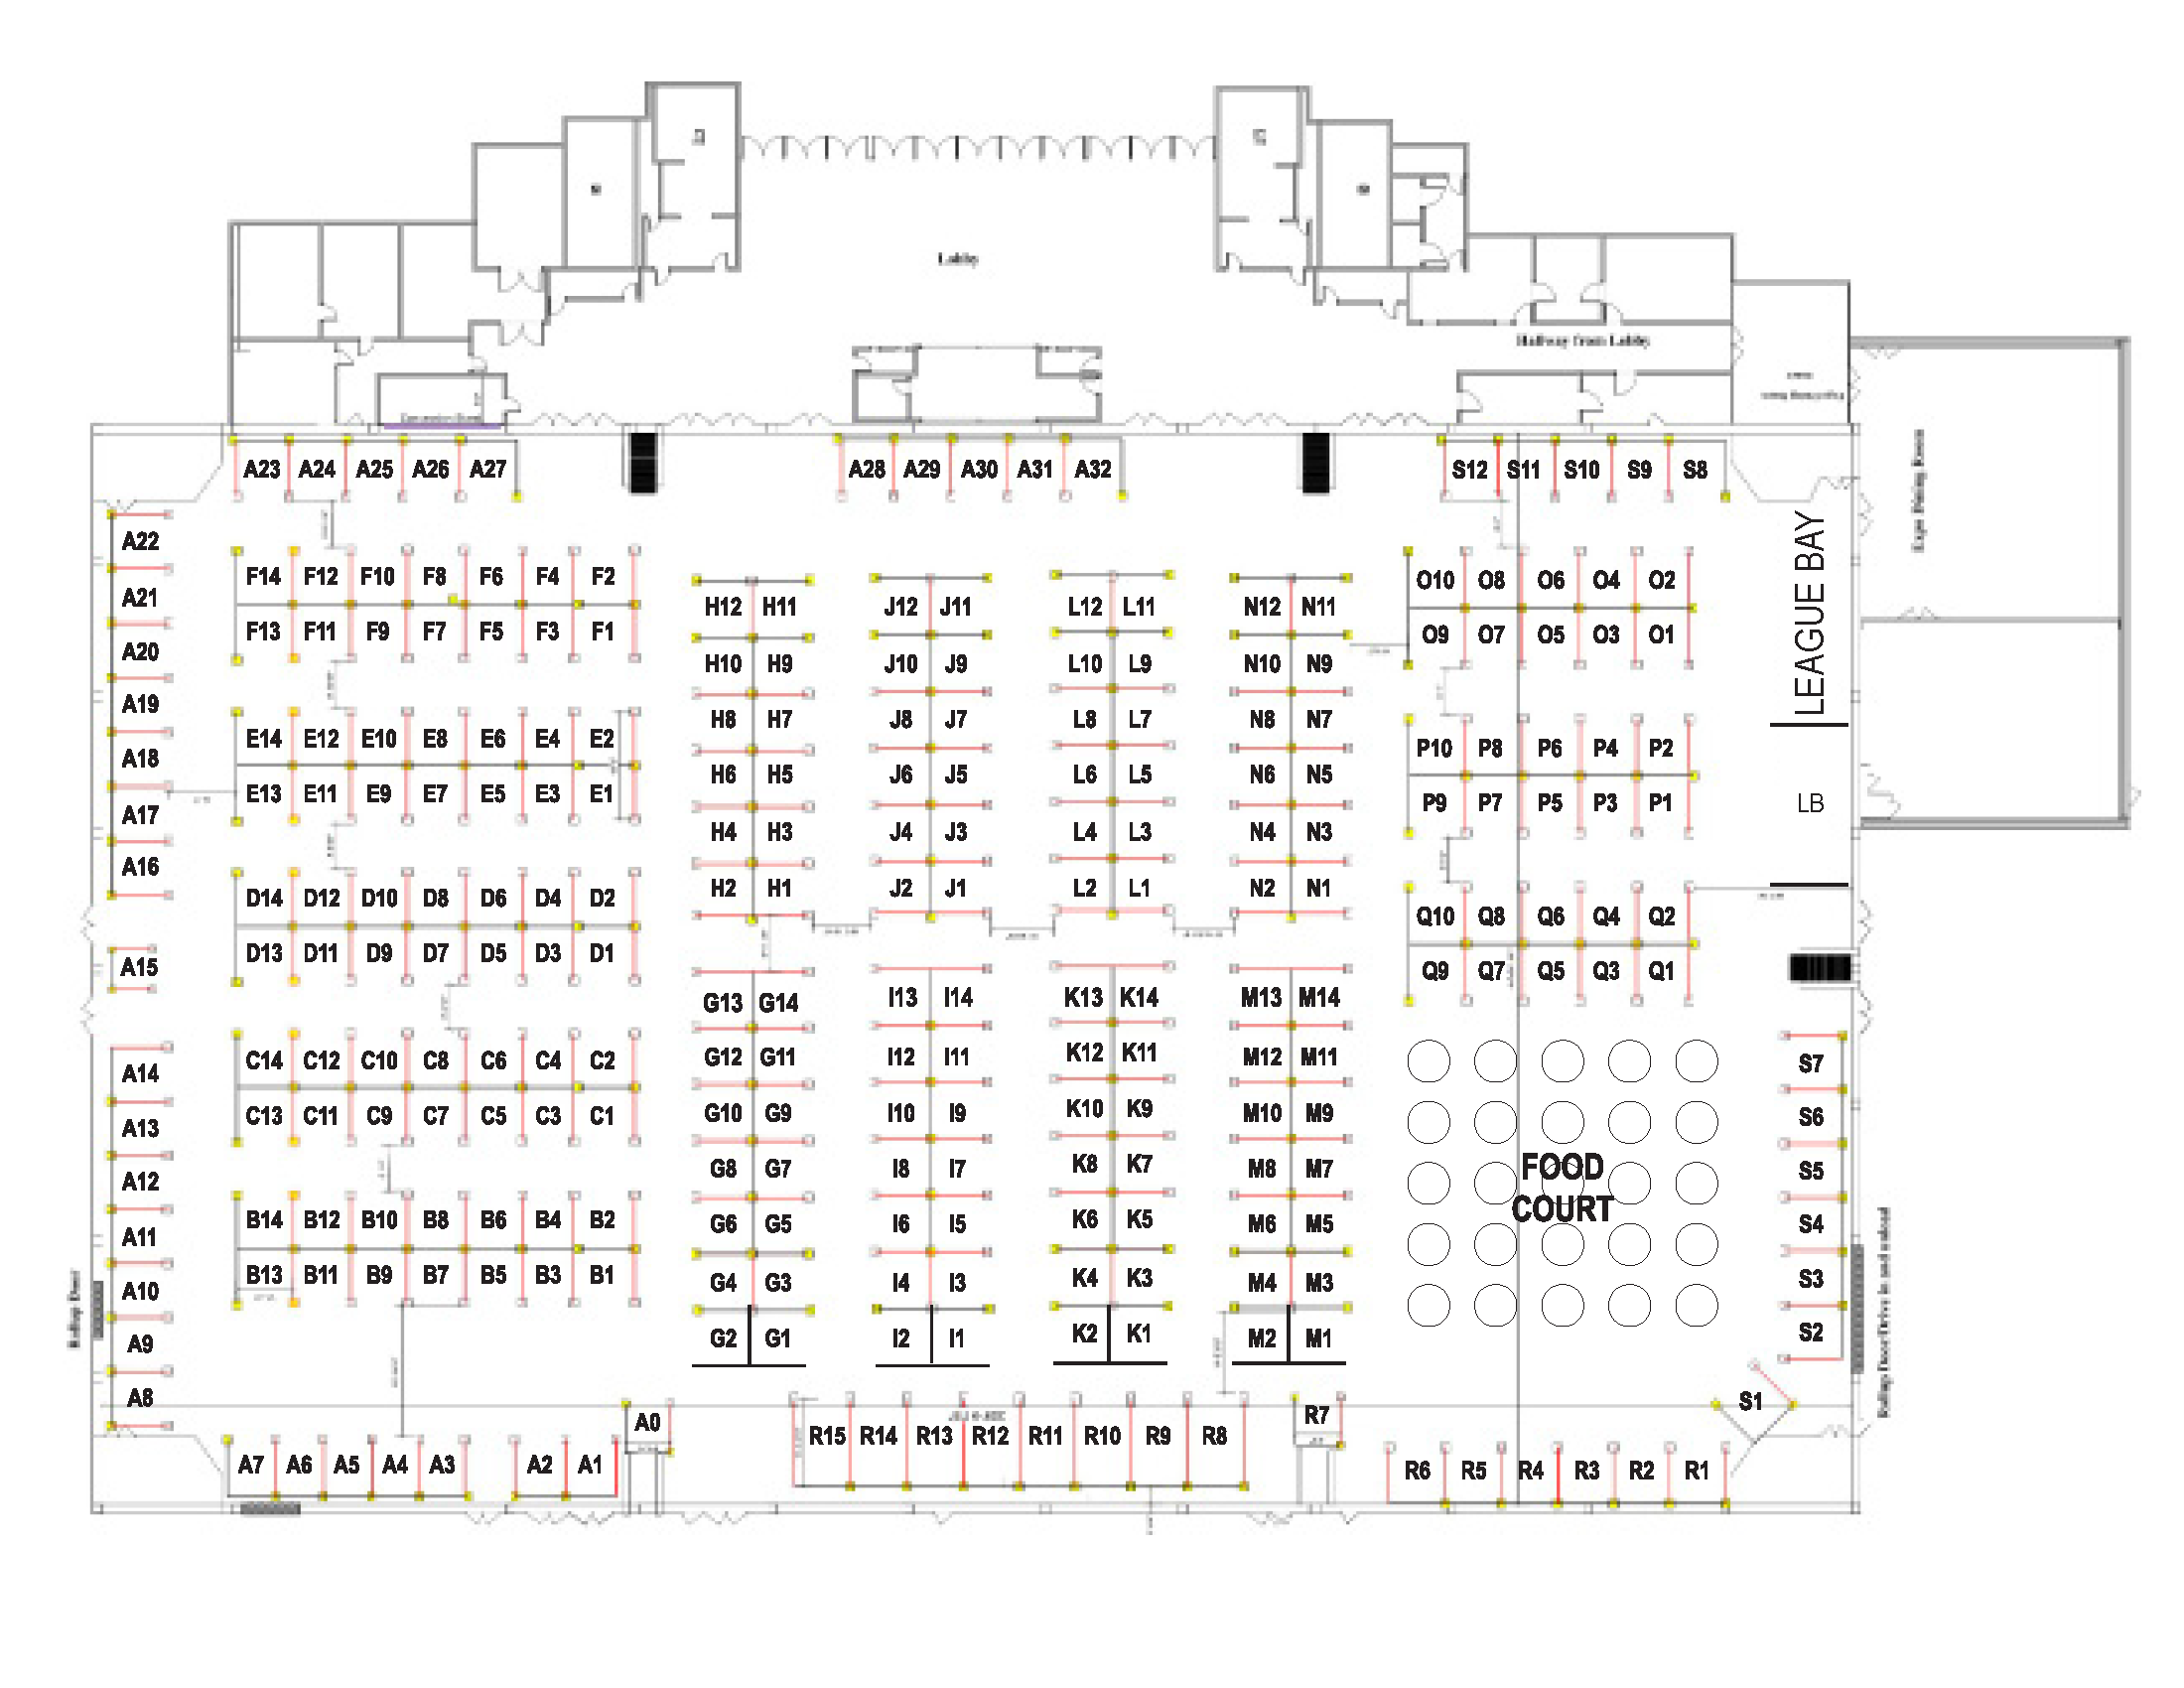 Lobby
Hallway from Lobby
A23 A24 A25 A26 A27
A28 A29 A30 A31 A32
S12 S11 S10 S9 S8
Expo Dining Room
LEAGUE BAY
LB
A22
A21
A20
A19
A18
A17
A16
A15
A14
A13
A12
A11
A10
A9
A8
Rollup Door
F14 F12 F10 F8 F6 F4 F2
F13 F11 F9 F7 F5 F3 F1
E14 E12 E10 E8 E6 E4 E2
E13 E11 E9 E7 E5 E3 E1
D14 D12 D10 D8 D6 D4 D2
D13 D11 D9 D7 D5 D3 D1
C14 C12 C10 C8 C6 C4 C2
C13 C11 C9 C7 C5 C3 C1
B14 B12 B10 B8 B6 B4 B2
B13 B11 B9 B7 B5 B3 B1
H12 H11
H10 H9
H8 H7
H6 H5
H4 H3
H2 H1
J12 J11
J10 J9
J8 J7
J6 J5
J4 J3
J2 J1
L12 L11
L10 L9
L8 L7
L6 L5
L4 L3
L2 L1
N12 N11
N10 N9
N8 N7
N6 N5
N4 N3
N2 N1
G13 G14
G12 G11
G10 G9
G8 G7
G6 G5
G4 G3
G2 G1
I13 I14
I12 I11
I10 I9
I8 I7
I6 I5
I4 I3
I2 I1
K13 K14
K12 K11
K10 K9
K8 K7
K6 K5
K4 K3
K2 K1
M13 M14
M12 M11
M10 M9
M8 M7
M6 M5
M4 M3
M2 M1
O10 O8 O6 O4 O2
O9 O7 O5 O3 O1
P10 P8 P6 P4 P2
P9 P7 P5 P3 P1
Q10 Q8 Q6 Q4 Q2
Q9 Q7 Q5 Q3 Q1
FOOD
COURT
S7
S6
S5
S4
S3
S2
S1
Rollup Door Drive in and unload
A7 A6 A5 A4 A3
A2 A1
A0
R15 R14 R13 R12 R11 R10 R9 R8
R7
R6 R5 R4 R3 R2 R1